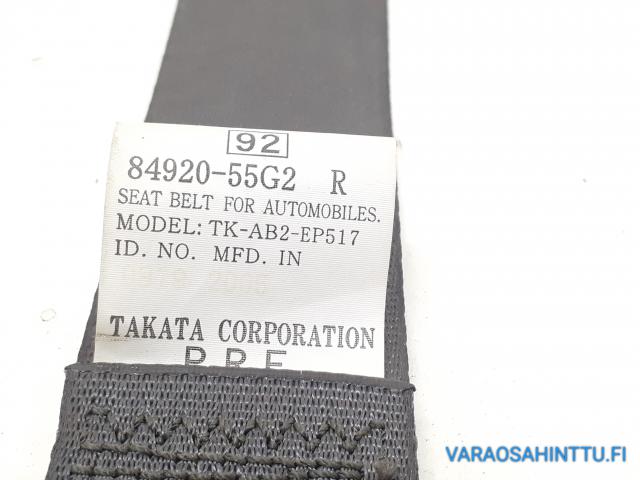 92
84920-55G2 R
SEAT BELT FOR AUTOMOBILES.
MODEL: TK-AB2-EP517
ID. NO. MFD. IN
TAKATA CORPORATION
VARAOSAHINTTU.FI